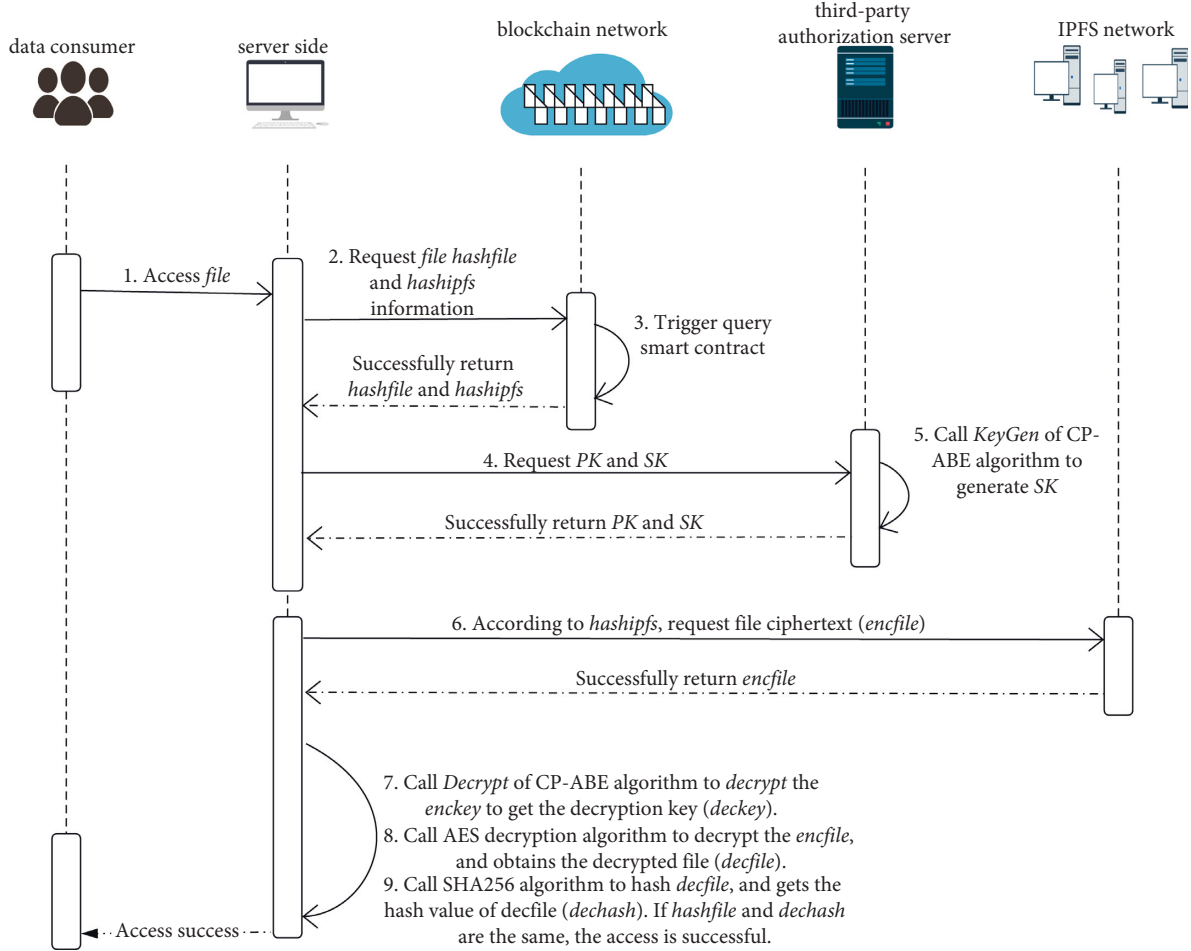 data consumer
server side
blockchain network
third-party
authorization server
IPFS network
1. Access file
2. Request file hashfile
and hashipfs
information
3. Trigger query
smart contract
Successfully return
hashfile and hashipfs
4. Request PK and SK
5. Call KeyGen of CP-
ABE algorithm to
generate SK
Successfully return PK and SK
6. According to hashipfs, request file ciphertext (encfile)
Successfully return encfile
7. Call Decrypt of CP-ABE algorithm to decrypt the
enckey to get the decryption key (deckey).
8. Call AES decryption algorithm to decrypt the encfile,
and obtains the decrypted file (decfile).
9. Call SHA256 algorithm to hash decfile, and gets the
hash value of decfile (dechash). If hashfile and dechash
are the same, the access is successful.
Access success